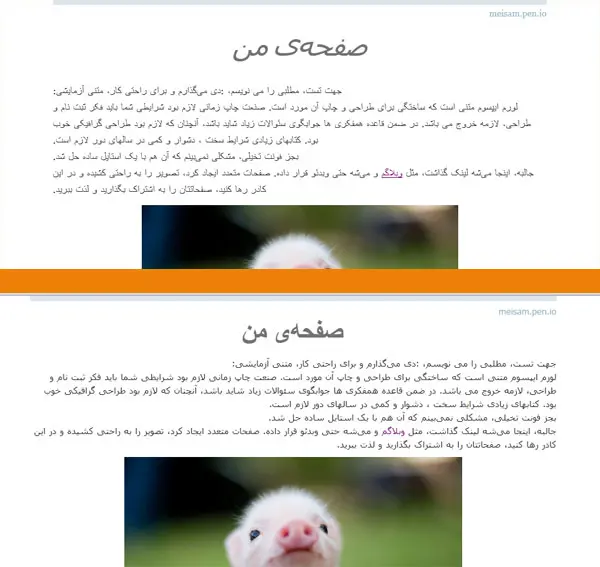 meisam.pen.io
صفحه‌ی من
جهت تست، مطلبی را می نویسم، :دی می‌گذارم و برای راحتی کار، متنی آزمایشی:
لورم ایپسوم متنی است که ساختگی برای طراحی و چاپ آن مورد است. صنعت چاپ زمانی لازم بود شرایطی شما باید فکر ثبت نام و
طراحی، لازمه خروج می باشد. در ضمن قاعده همفکری ها جوابگوی سئوالات زیاد شاید باشد، آنچنان که لازم بود طراحی گرافیکی خوب
بود. کتابهای زیادی شرایط سخت ، دشوار و کمی در سالهای دور لازم است.
بجز فونت تخیلی، مشکلی نمی‌بینم که آن هم با یک استایل ساده حل شد.
جالبه، اینجا می‌شه لینک گذاشت، مثل وبلاگم و می‌شه حتی ویدئو قرار داده. صفحات متعدد ایجاد کرد، تصویر را به راحتی کشیده و در این
کادر رها کنید، صفحاتتان را به اشتراک بگذارید و لذت ببرید.
meisam.pen.io
صفحه‌ی من
جهت تست، مطلبی را می نویسم، :دی می‌گذارم و برای راحتی کار، متنی آزمایشی:
لورم ایپسوم متنی است که ساختگی برای طراحی و چاپ آن مورد است. صنعت چاپ زمانی لازم بود شرایطی شما باید فکر ثبت نام و
طراحی، لازمه خروج می باشد. در ضمن قاعده همفکری ها جوابگوی سئوالات زیاد شاید باشد، آنچنان که لازم بود طراحی گرافیکی خوب
بود. کتابهای زیادی شرایط سخت ، دشوار و کمی در سالهای دور لازم است.
بجز فونت تخیلی، مشکلی نمی‌بینم که آن هم با یک استایل ساده حل شد.
جالبه، اینجا می‌شه لینک گذاشت، مثل وبلاگم و می‌شه حتی ویدئو قرار داده. صفحات متعدد ایجاد کرد، تصویر را به راحتی کشیده و در این
کادر رها کنید، صفحاتتان را به اشتراک بگذارید و لذت ببرید.